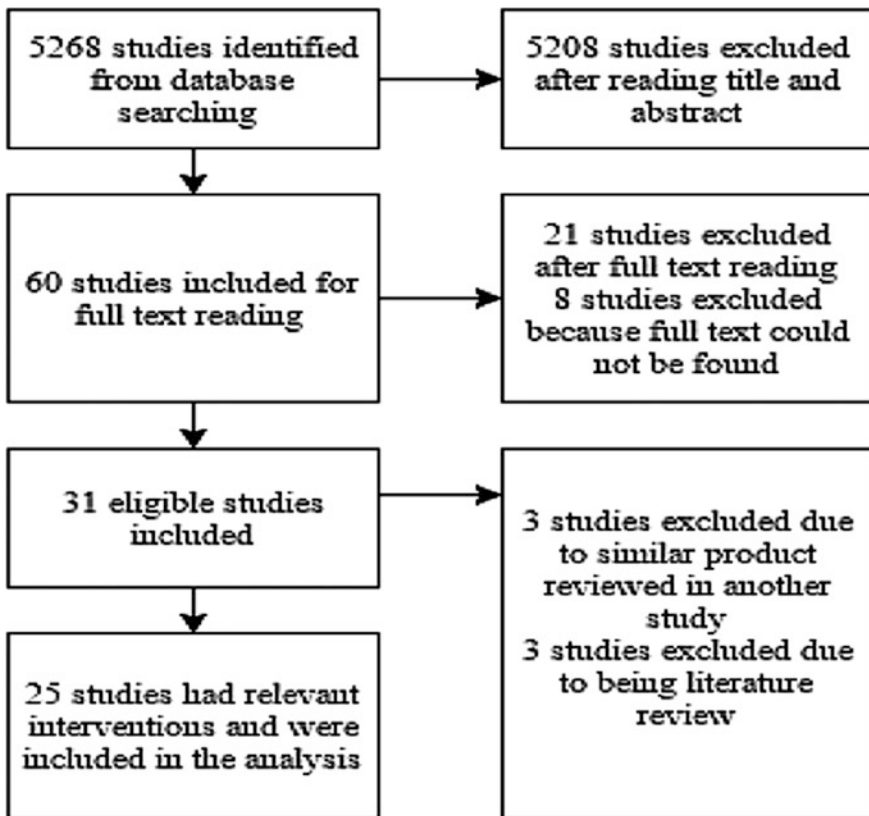 5268 studies identified
from database
searching
5208 studies excluded
after reading title and
abstract
60 studies included for
full text reading
21 studies excluded
after full text reading
8 studies excluded
because full text could
not be found
31 eligible studies
included
3 studies excluded due
to similar product
reviewed in another
study
3 studies excluded due
to being literature
review
25 studies had relevant
interventions and were
included in the analysis